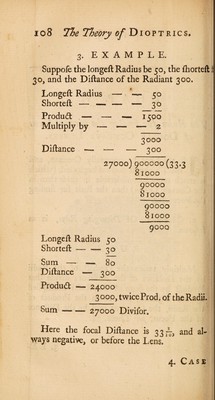 108 The Theory of DIOPTRICS.
3. EXAMPLE.
Suppoſe the longeſt Radius be 50, the ſhorteſt
30, and the Diſtance of the Radiant 300.
Longeſt Radius — — 50
Shorteſt — — — — 30
Product — — — 1500
Multiply by — — — 2
3000
Diſtance — — — 300
27000) 900000 (33.3
81000
90000
81000
90000
81000
9000
Longeſt Radius 50
Shorteſt — — 30
Sum — — 80
Diſtance — 300
Product — 24000
3000, twice Prod. of the Radii.
Sum — — 27000 Diviſor.
Here the focal Diſtance is 33 3/10, and al-
ways negative, or before the Lens.
4. CASE